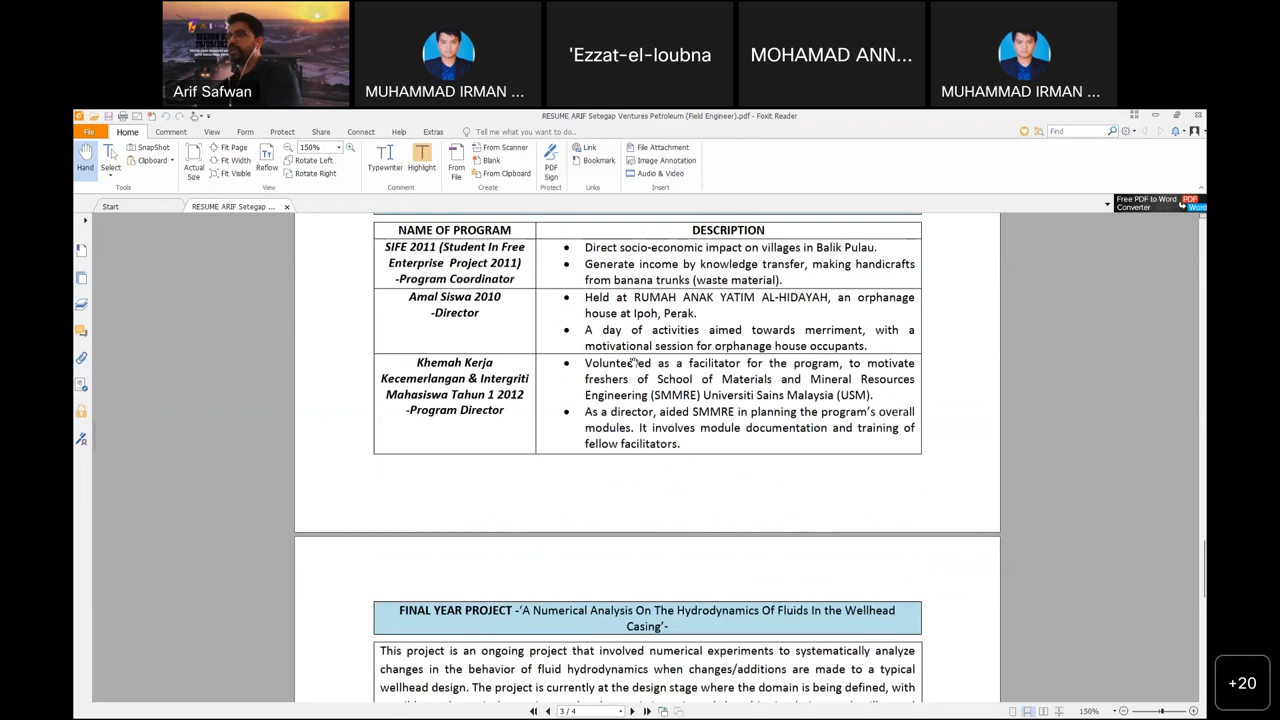 Arif Safwan
MUHAMMAD IRMAN ...
'Ezzat-el-loubna
MOHAMAD ANN...
MUHAMMAD IRMAN ...
RESUME ARIF Setegap Ventures Petroleum (Field Engineer).pdf - Foxit Reader
File Home Comment View Form Protect Share Connect Help Extras Tell me what you want to do... Find
Hand
Select
SnapShot
Clipboard
Tools
Actual Size
Fit Page
Fit Width
Fit Visible
Reflow
150%
Rotate Left
Rotate Right
View
Typewriter
Highlight
Comment
From File
From Scanner
Blank
From Clipboard
Create
PDF Sign
Protect
Link
Bookmark
Links
File Attachment
Image Annotation
Audio & Video
Insert
Start
RESUME ARIF Setegap ...
Free PDF to Word
Converter
PDF
Word
NAME OF PROGRAM DESCRIPTION
SIFE 2011 (Student In Free
Enterprise Project 2011)
-Program Coordinator
• Direct socio-economic impact on villages in Balik Pulau.
• Generate income by knowledge transfer, making handicrafts
from banana trunks (waste material).
Amal Siswa 2010
-Director
• Held at RUMAH ANAK YATIM AL-HIDAYAH, an orphanage
house at Ipoh, Perak.
• A day of activities aimed towards merriment, with a
motivational session for orphanage house occupants.
Khemah Kerja
Kecemerlangan & Intergriti
Mahasiswa Tahun 1 2012
-Program Director
• Volunteered as a facilitator for the program, to motivate
freshers of School of Materials and Mineral Resources
Engineering (SMMRE) Universiti Sains Malaysia (USM).
• As a director, aided SMMRE in planning the program's overall
modules. It involves module documentation and training of
fellow facilitators.
FINAL YEAR PROJECT -'A Numerical Analysis On The Hydrodynamics Of Fluids In the Wellhead
Casing'-
This project is an ongoing project that involved numerical experiments to systematically analyze
changes in the behavior of fluid hydrodynamics when changes/additions are made to a typical
wellhead design. The project is currently at the design stage where the domain is being defined, with
3 / 4
150%
+20